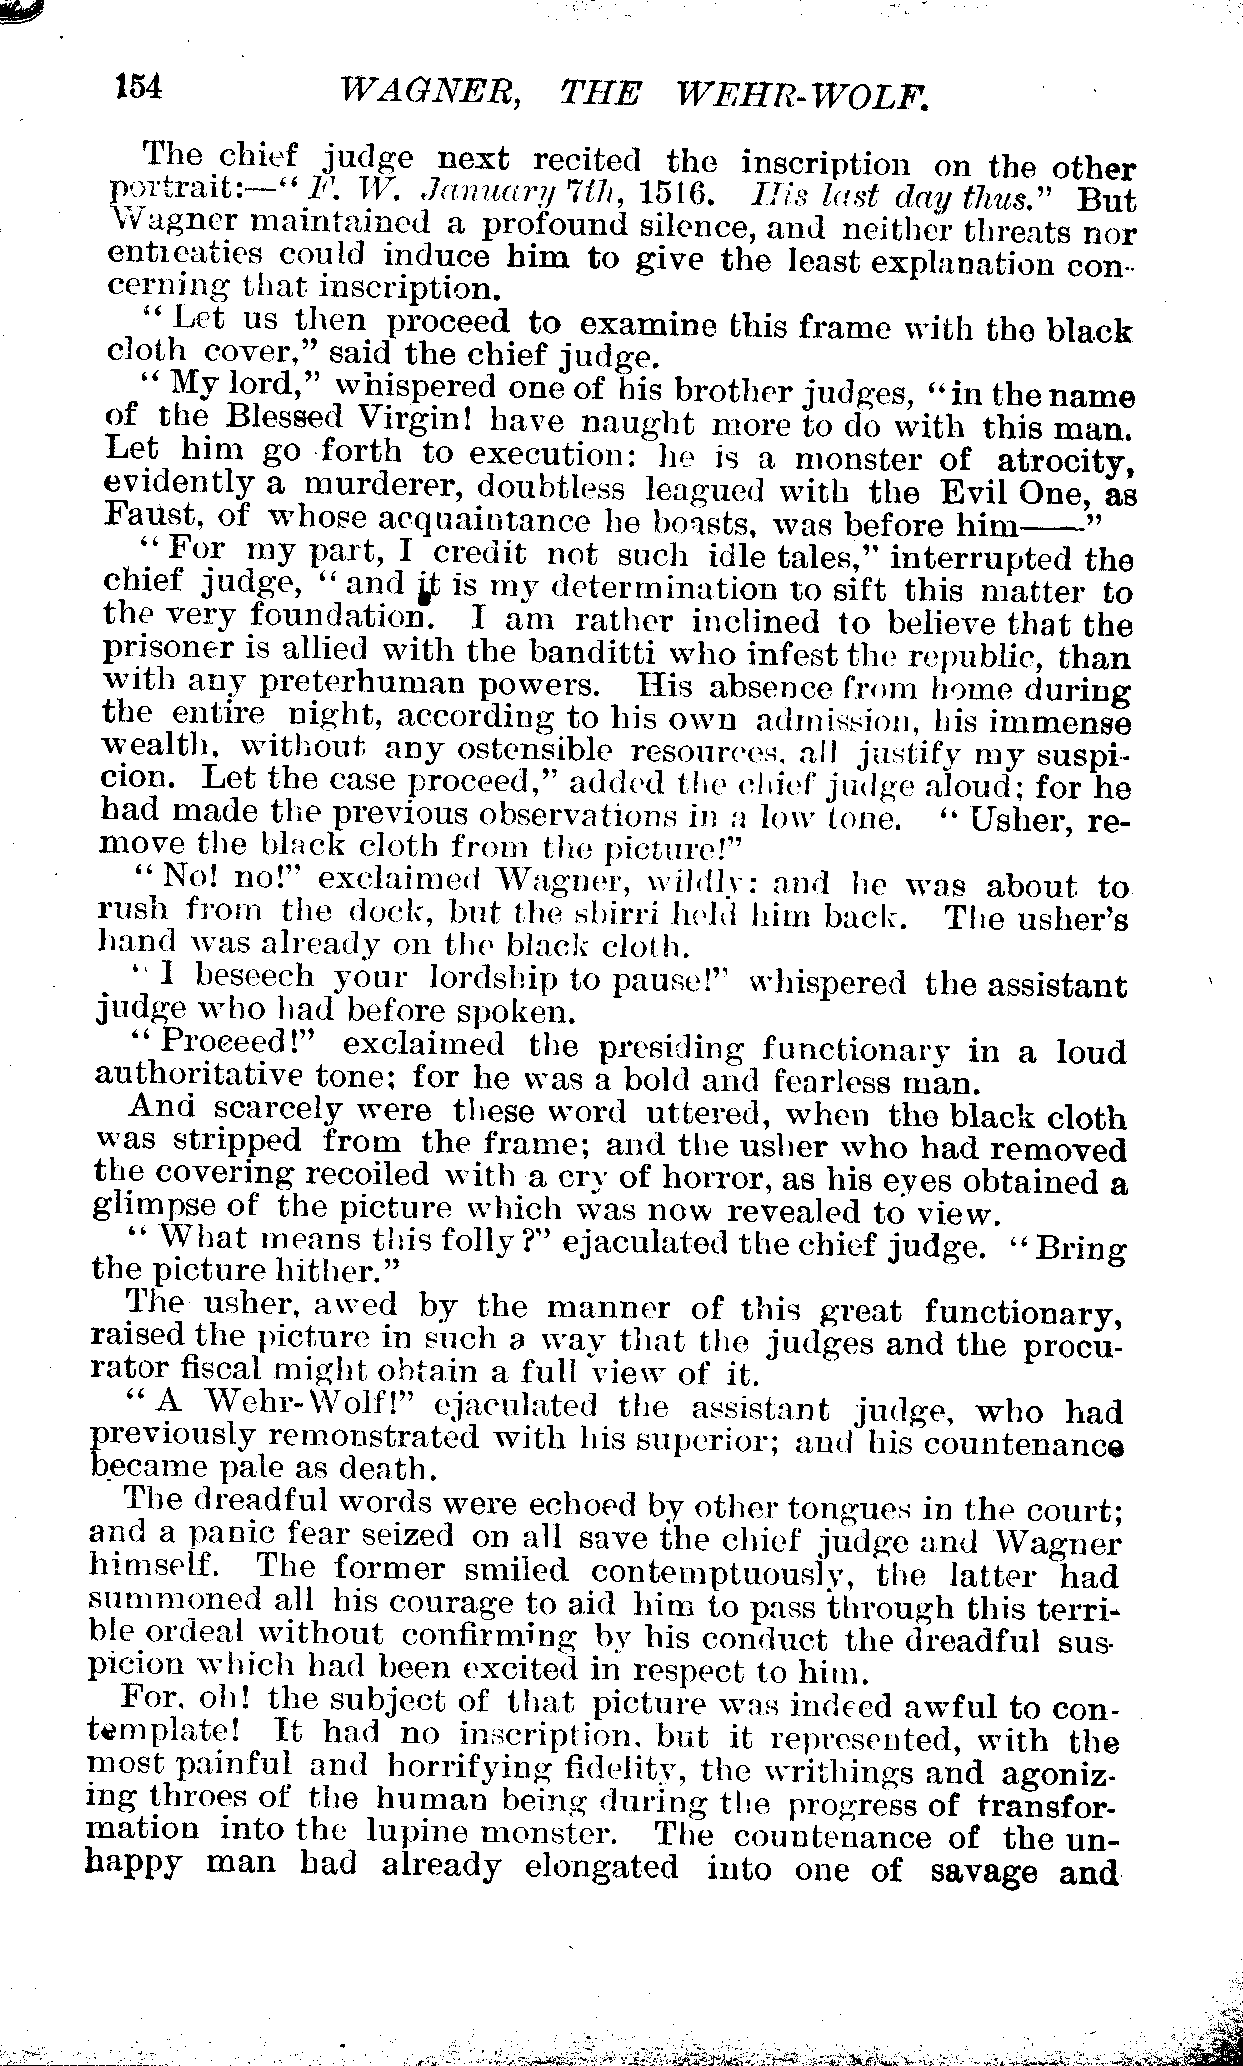 154 WAGNER, THE WEHR-WOLF.
The chief judge next recited the inscription on the other
portrait:—“ F. W. January 7th, 1516. His last day thus.” But
Wagner maintained a profound silence, and neither threats nor
entreaties could induce him to give the least explanation con-
cerning that inscription.
“ Let us then proceed to examine this frame with the black
cloth cover,” said the chief judge.
“ My lord,” whispered one of his brother judges, “in the name
of the Blessed Virgin! have naught more to do with this man.
Let him go forth to execution: he is a monster of atrocity,
evidently a murderer, doubtless leagued with the Evil One, as
Faust, of whose acquaintance he boasts, was before him——”
“ For my part, I credit not such idle tales,” interrupted the
chief judge, “ and it is my determination to sift this matter to
the very foundation. I am rather inclined to believe that the
prisoner is allied with the banditti who infest the republic, than
with any preterhuman powers. His absence from home during
the entire night, according to his own admission, his immense
wealth, without any ostensible resources, all justify my suspi-
cion. Let the case proceed,” added the chief judge aloud; for he
had made the previous observations in a low tone. “ Usher, re-
move the black cloth from the picture!”
“ No! no!” exclaimed Wagner, wildly: and he was about to
rush from the dock, but the sbirri held him back. The usher's
hand was already on the black cloth.
“ I beseech your lordship to pause!” whispered the assistant
judge who had before spoken.
“ Proceed!” exclaimed the presiding functionary in a loud
authoritative tone; for he was a bold and fearless man.
And scarcely were these word uttered, when the black cloth
was stripped from the frame; and the usher who had removed
the covering recoiled with a cry of horror, as his eyes obtained a
glimpse of the picture which was now revealed to view.
“ What means this folly?” ejaculated the chief judge. “ Bring
the picture hither.”
The usher, awed by the manner of this great functionary,
raised the picture in such a way that the judges and the procu-
rator fiscal might obtain a full view of it.
“ A Wehr-Wolf!” ejaculated the assistant judge, who had
previously remonstrated with his superior; and his countenance
became pale as death.
The dreadful words were echoed by other tongues in the court;
and a panic fear seized on all save the chief judge and Wagner
himself. The former smiled contemptuously, the latter had
summoned all his courage to aid him to pass through this terri-
ble ordeal without confirming by his conduct the dreadful sus-
picion which had been excited in respect to him.
For, oh! the subject of that picture was indeed awful to con-
template! It had no inscription, but it represented, with the
most painful and horrifying fidelity, the writhings and agoniz-
ing throes of the human being during the progress of transfor-
mation into the lupine monster. The countenance of the un-
happy man had already elongated into one of savage and